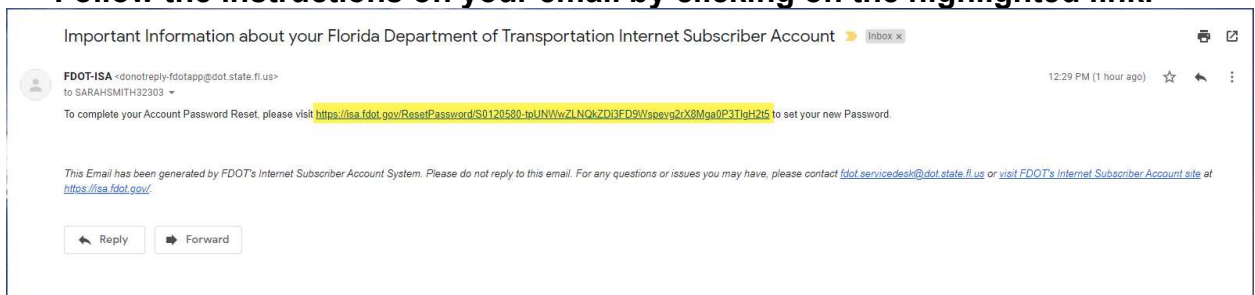 Follow the instructions on your email by clicking on the highlighted link.
Important Information about your Florida Department of Transportation Internet Subscriber Account Inbox x
FDOT-ISA <donotreply-fdotapp@dot.state.fl.us> 12:29 PM (1 hour ago)
to SARAHSMITH32303
To complete your Account Password Reset, please visit https://isa.fdot.gov/ResetPassword/S0120580-tpUNWwZLNQkZDi3FD9Wspevg2rX8Mga0P3TlgH2t5 to set your new Password.
This Email has been generated by FDOT's Internet Subscriber Account System. Please do not reply to this email. For any questions or issues you may have, please contact fdot.servicedesk@dot.state.fl.us or visit FDOT's Internet Subscriber Account site at
https://isa.fdot.gov/.
Reply Forward